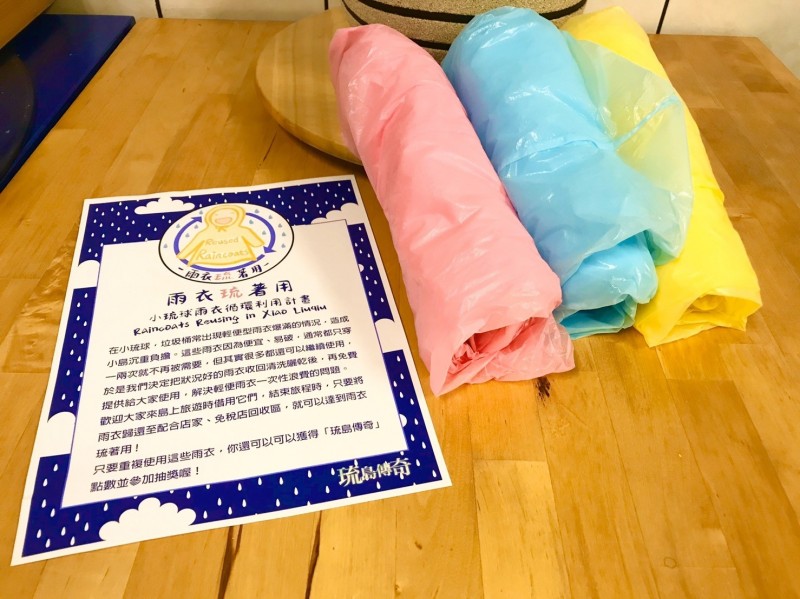 Reused
Raincoats
-雨衣琉著用-
雨衣琉著用
小琉球雨衣循環利用計畫
Raincoats Reusing in Xiao Liuqiu
在小琉球，垃圾桶常出現輕便型雨衣爆滿的情況，造成
小島沉重負擔。這些雨衣因為便宜、易破，通常都只穿
一兩次就不再被需要，但其實很多都還可以繼續使用，
於是我們決定把狀況好的雨衣收回清洗曬乾後，再免費
提供給大家使用，解決輕便雨衣一次性浪費的問題。
歡迎大家來島上旅遊時借用它們，結束旅程時，只要將
雨衣歸還至配合店家、免稅店回收區，就可以達到雨衣
琉著用！
只要重複使用這些雨衣，你還可以可以獲得「琉島傳奇」
點數並參加抽獎喔！
琉島傳奇